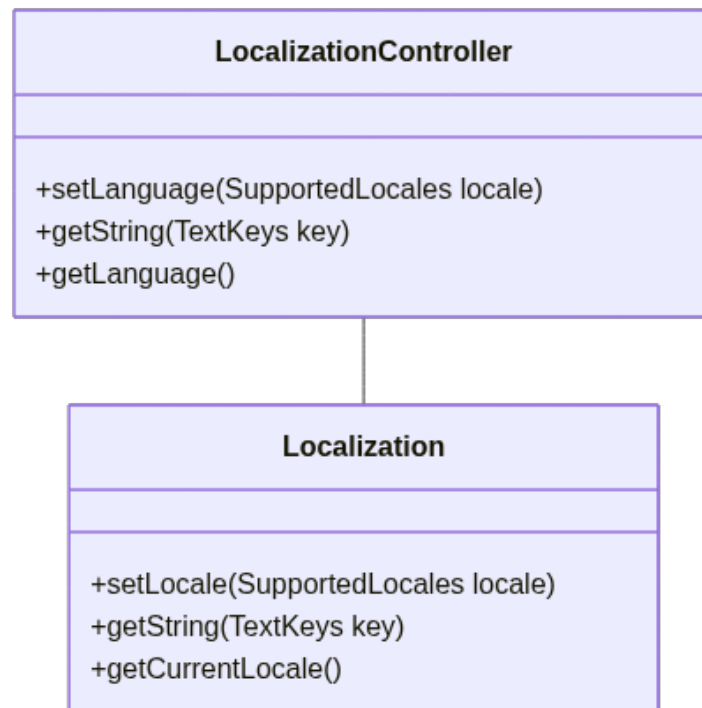 LocalizationController
+setLanguage(SupportedLocales locale)
+getString(TextKeys key)
+getLanguage()
Localization
+setLocale(SupportedLocales locale)
+getString(TextKeys key)
+getCurrentLocale()